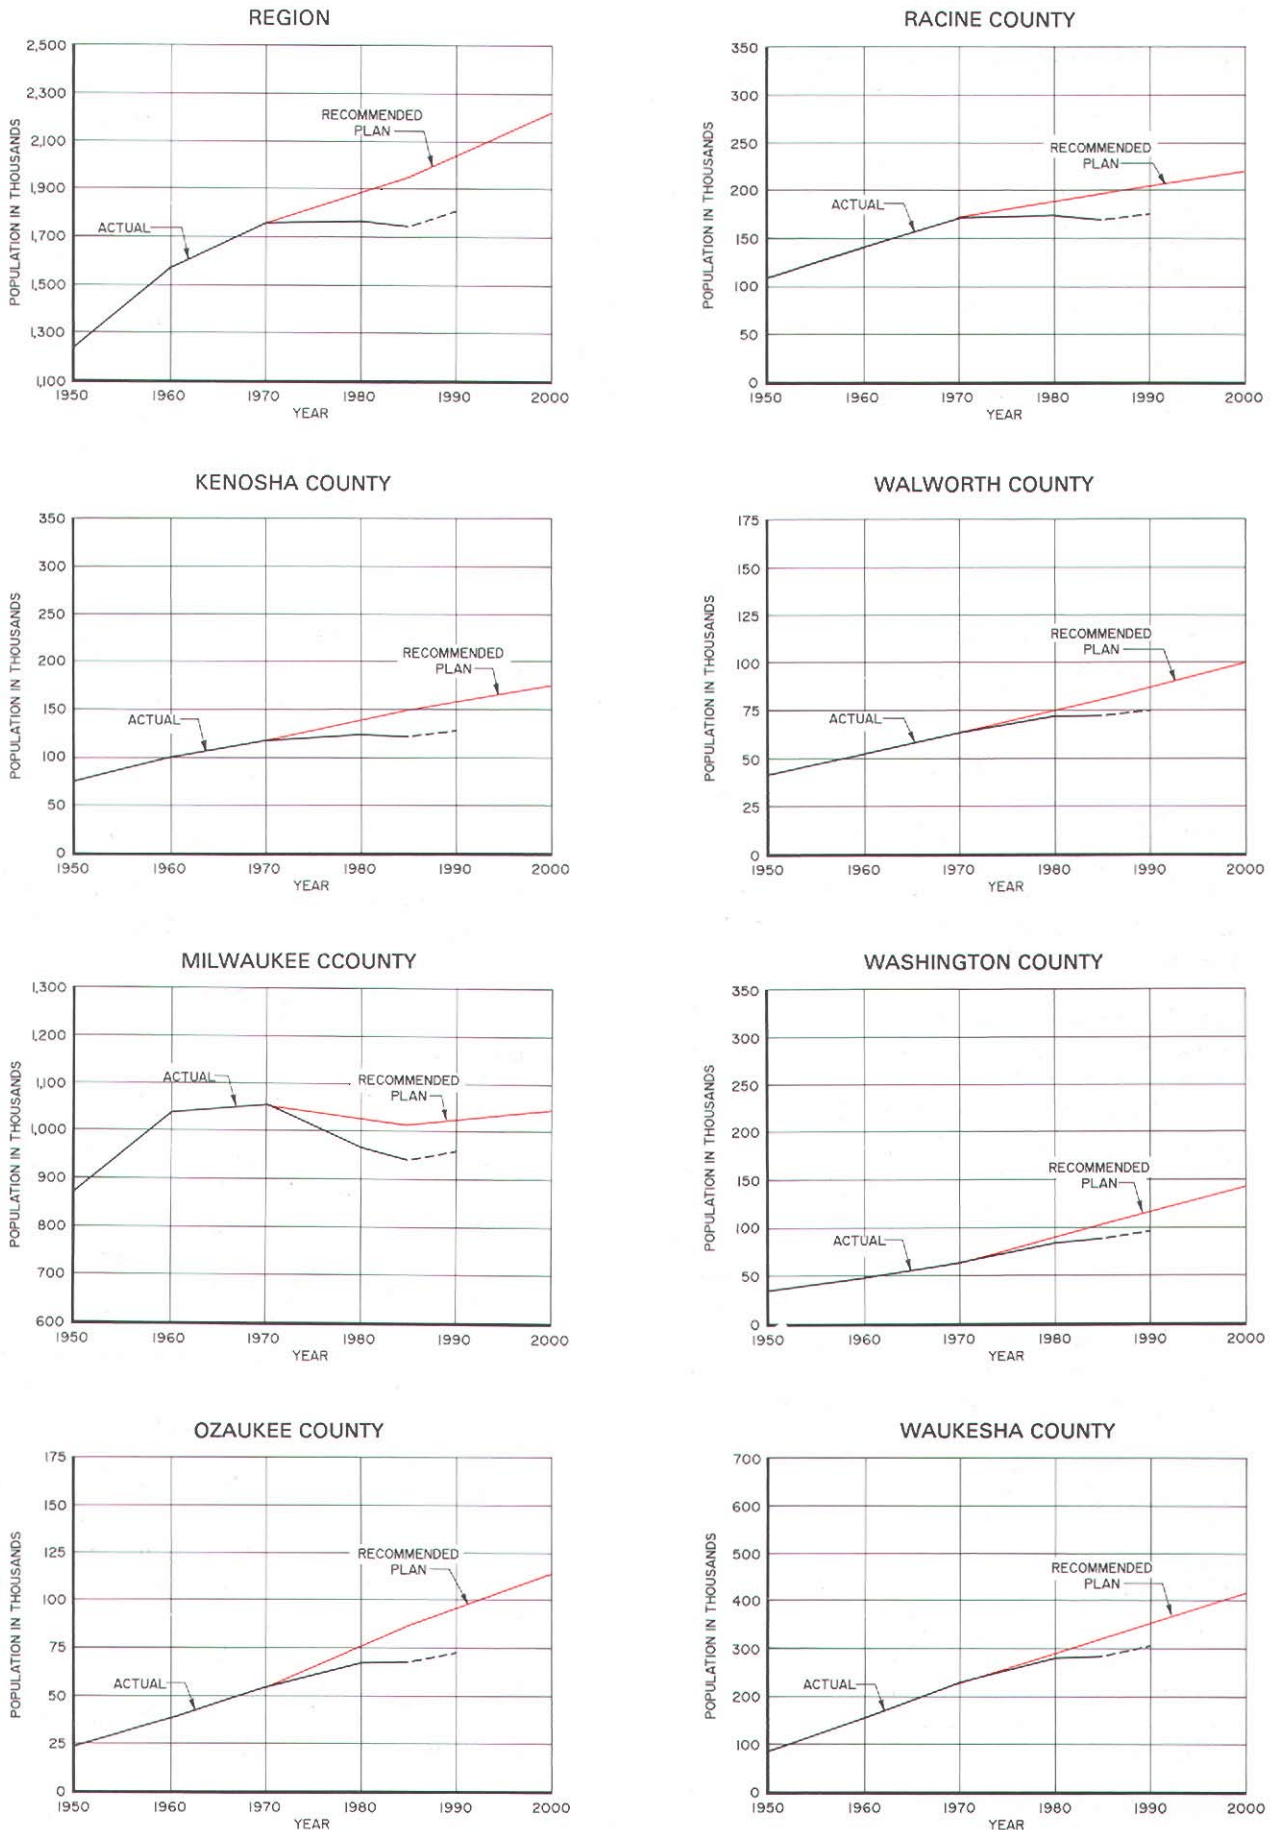 REGION
POPULATION IN THOUSANDS
2,500
2,300
2,100
1,900
1,700
1,500
1,300
1,100
RECOMMENDED
PLAN
ACTUAL
1950 1960 1970 1980 1990 2000
YEAR
RACINE COUNTY
POPULATION IN THOUSANDS
350
300
250
200
150
100
50
0
RECOMMENDED
PLAN
ACTUAL
1950 1960 1970 1980 1990 2000
YEAR
KENOSHA COUNTY
POPULATION IN THOUSANDS
350
300
250
200
150
100
50
0
RECOMMENDED
PLAN
ACTUAL
1950 1960 1970 1980 1990 2000
YEAR
WALWORTH COUNTY
POPULATION IN THOUSANDS
175
150
125
100
75
50
25
0
RECOMMENDED
PLAN
ACTUAL
1950 1960 1970 1980 1990 2000
YEAR
MILWAUKEE CCOUNTY
POPULATION IN THOUSANDS
1,300
1,200
1,100
1,000
900
800
700
600
ACTUAL
RECOMMENDED
PLAN
1950 1960 1970 1980 1990 2000
YEAR
WASHINGTON COUNTY
POPULATION IN THOUSANDS
350
300
250
200
150
100
50
0
RECOMMENDED
PLAN
ACTUAL
1950 1960 1970 1980 1990 2000
YEAR
OZAUKEE COUNTY
POPULATION IN THOUSANDS
175
150
125
100
75
50
25
0
RECOMMENDED
PLAN
ACTUAL
1950 1960 1970 1980 1990 2000
YEAR
WAUKESHA COUNTY
POPULATION IN THOUSANDS
700
600
500
400
300
200
100
0
RECOMMENDED
PLAN
ACTUAL
1950 1960 1970 1980 1990 2000
YEAR